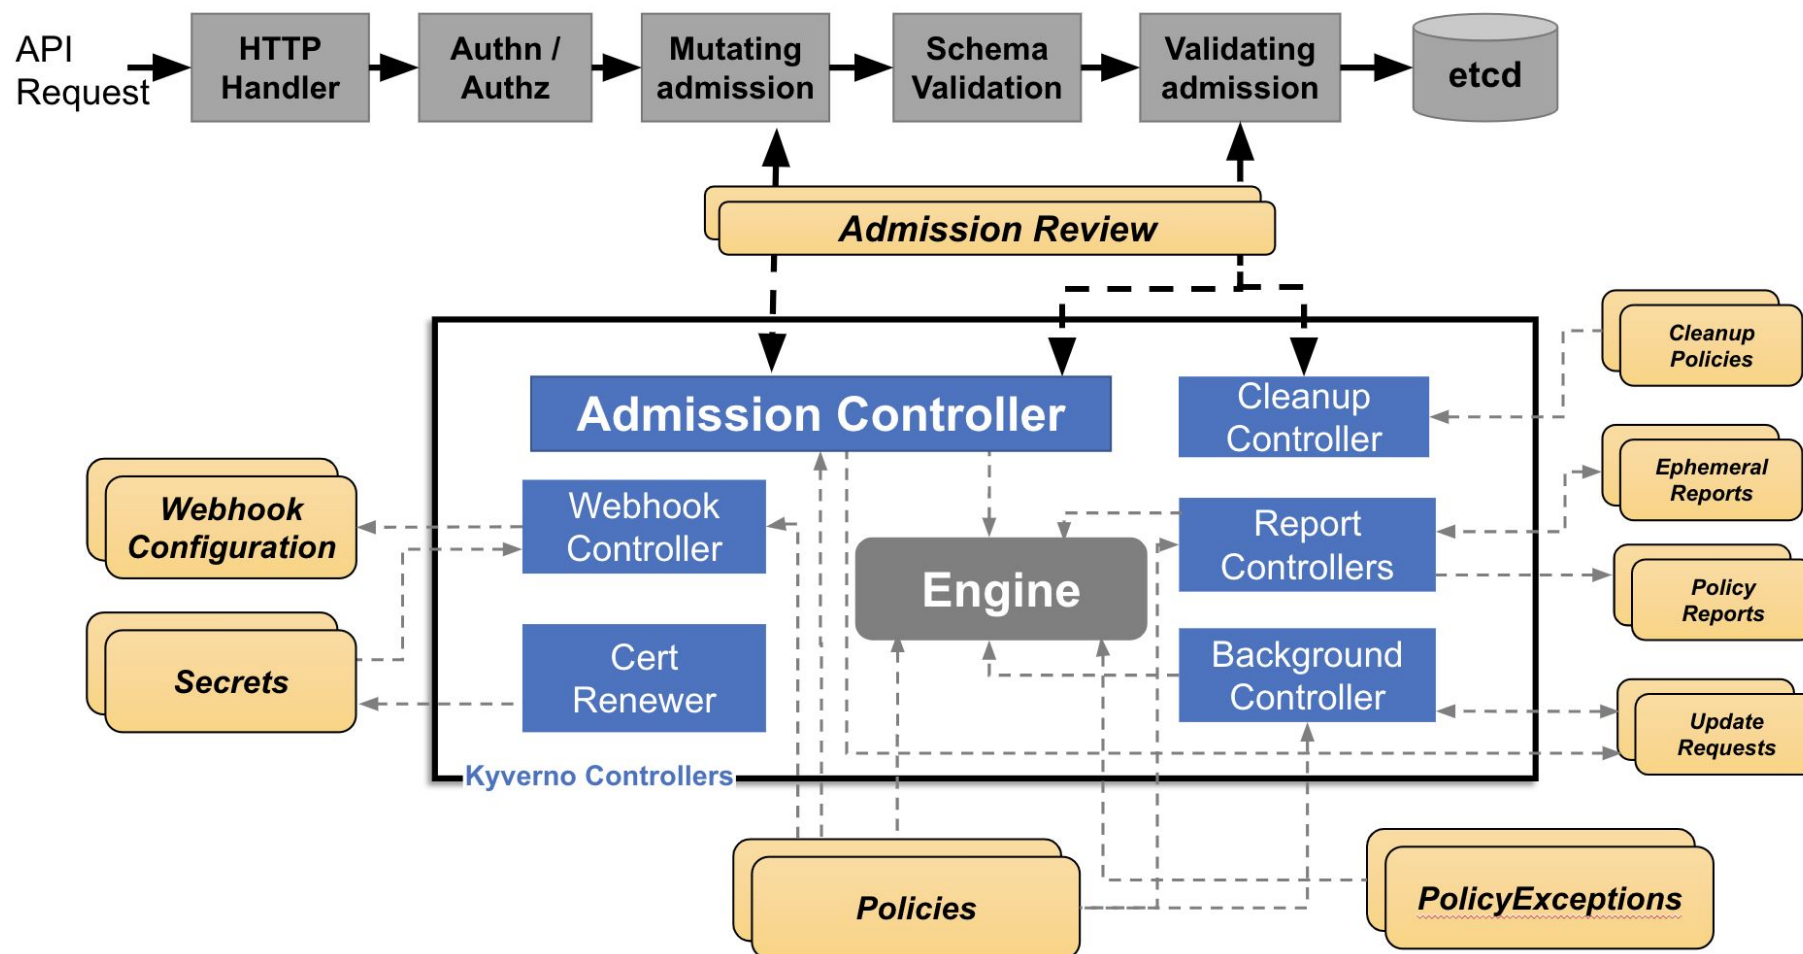 API
Request
HTTP
Handler
Authn /
Authz
Mutating
admission
Schema
Validation
Validating
admission
etcd
Admission Review
Admission Controller
Cleanup
Controller
Cleanup
Policies
Webhook
Configuration
Webhook
Controller
Engine
Report
Controllers
Ephemeral
Reports
Policy
Reports
Secrets
Cert
Renewer
Background
Controller
Update
Requests
Kyverno Controllers
Policies
PolicyExceptions